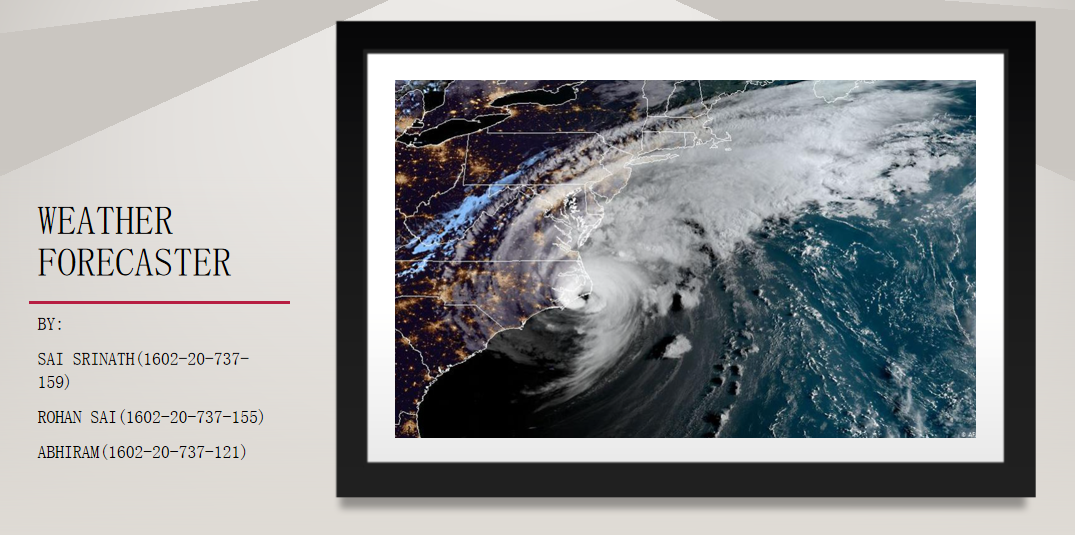 WEATHER
FORECASTER
BY:
SAI SRINATH(1602-20-737-
159)
ROHAN SAI(1602-20-737-155)
ABHIRAM(1602-20-737-121)